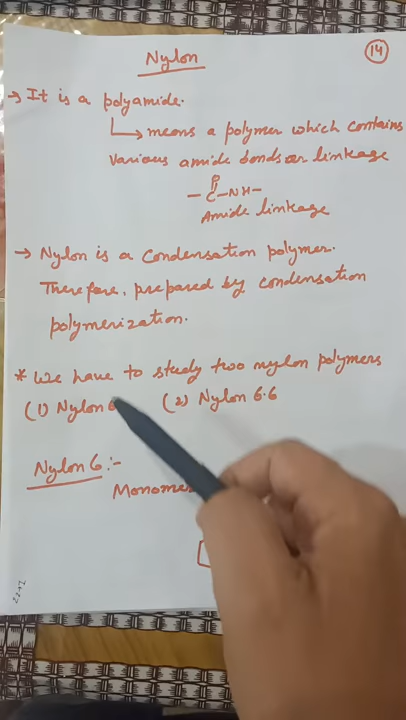 Nylon
14
→ It is a polyamide.
↳ means a polymer which contains
various amide bonds or linkage
O
-C-NH-
Amide linkage
→ Nylon is a condensation polymer.
Therefore, prepared by condensation
polymerization.
* We have to study two nylon polymers
(1) Nylon 6 (2) Nylon 6.6
Nylon 6:-